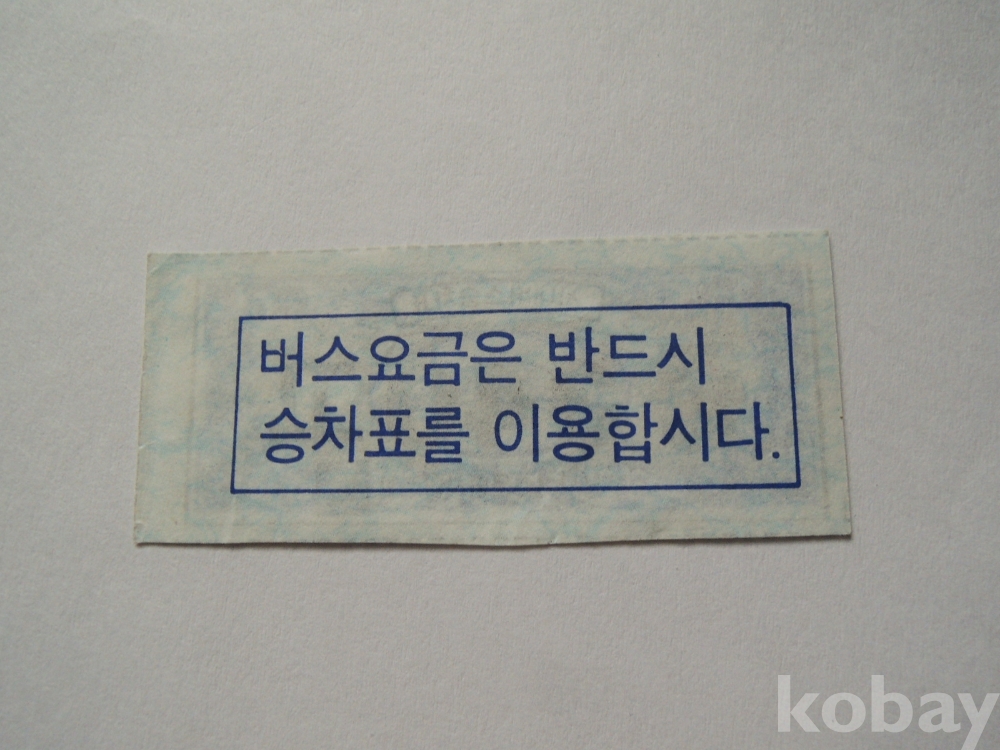 버스요금은 반드시
승차표를 이용합시다.
kobay